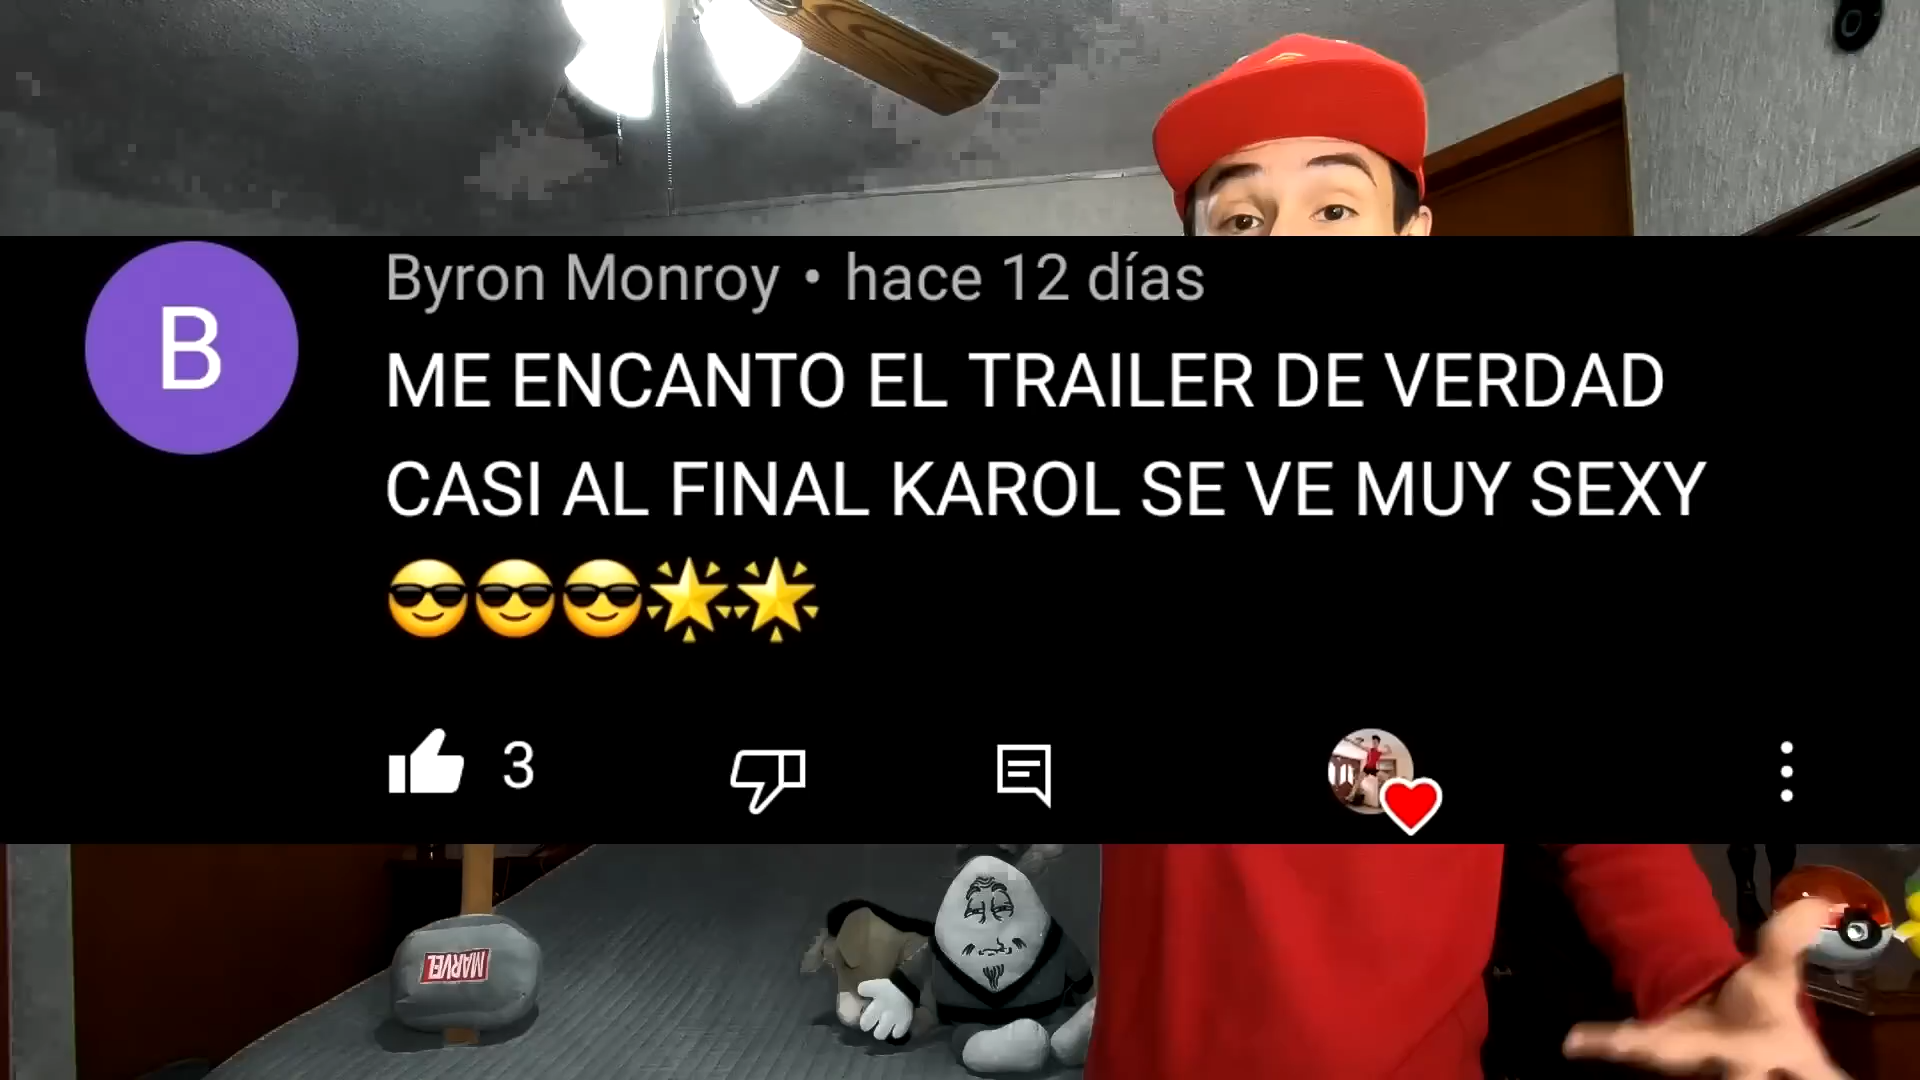 Byron Monroy • hace 12 días
B
ME ENCANTO EL TRAILER DE VERDAD
CASI AL FINAL KAROL SE VE MUY SEXY
😎😎😎🌟🌟
3
MARVEL